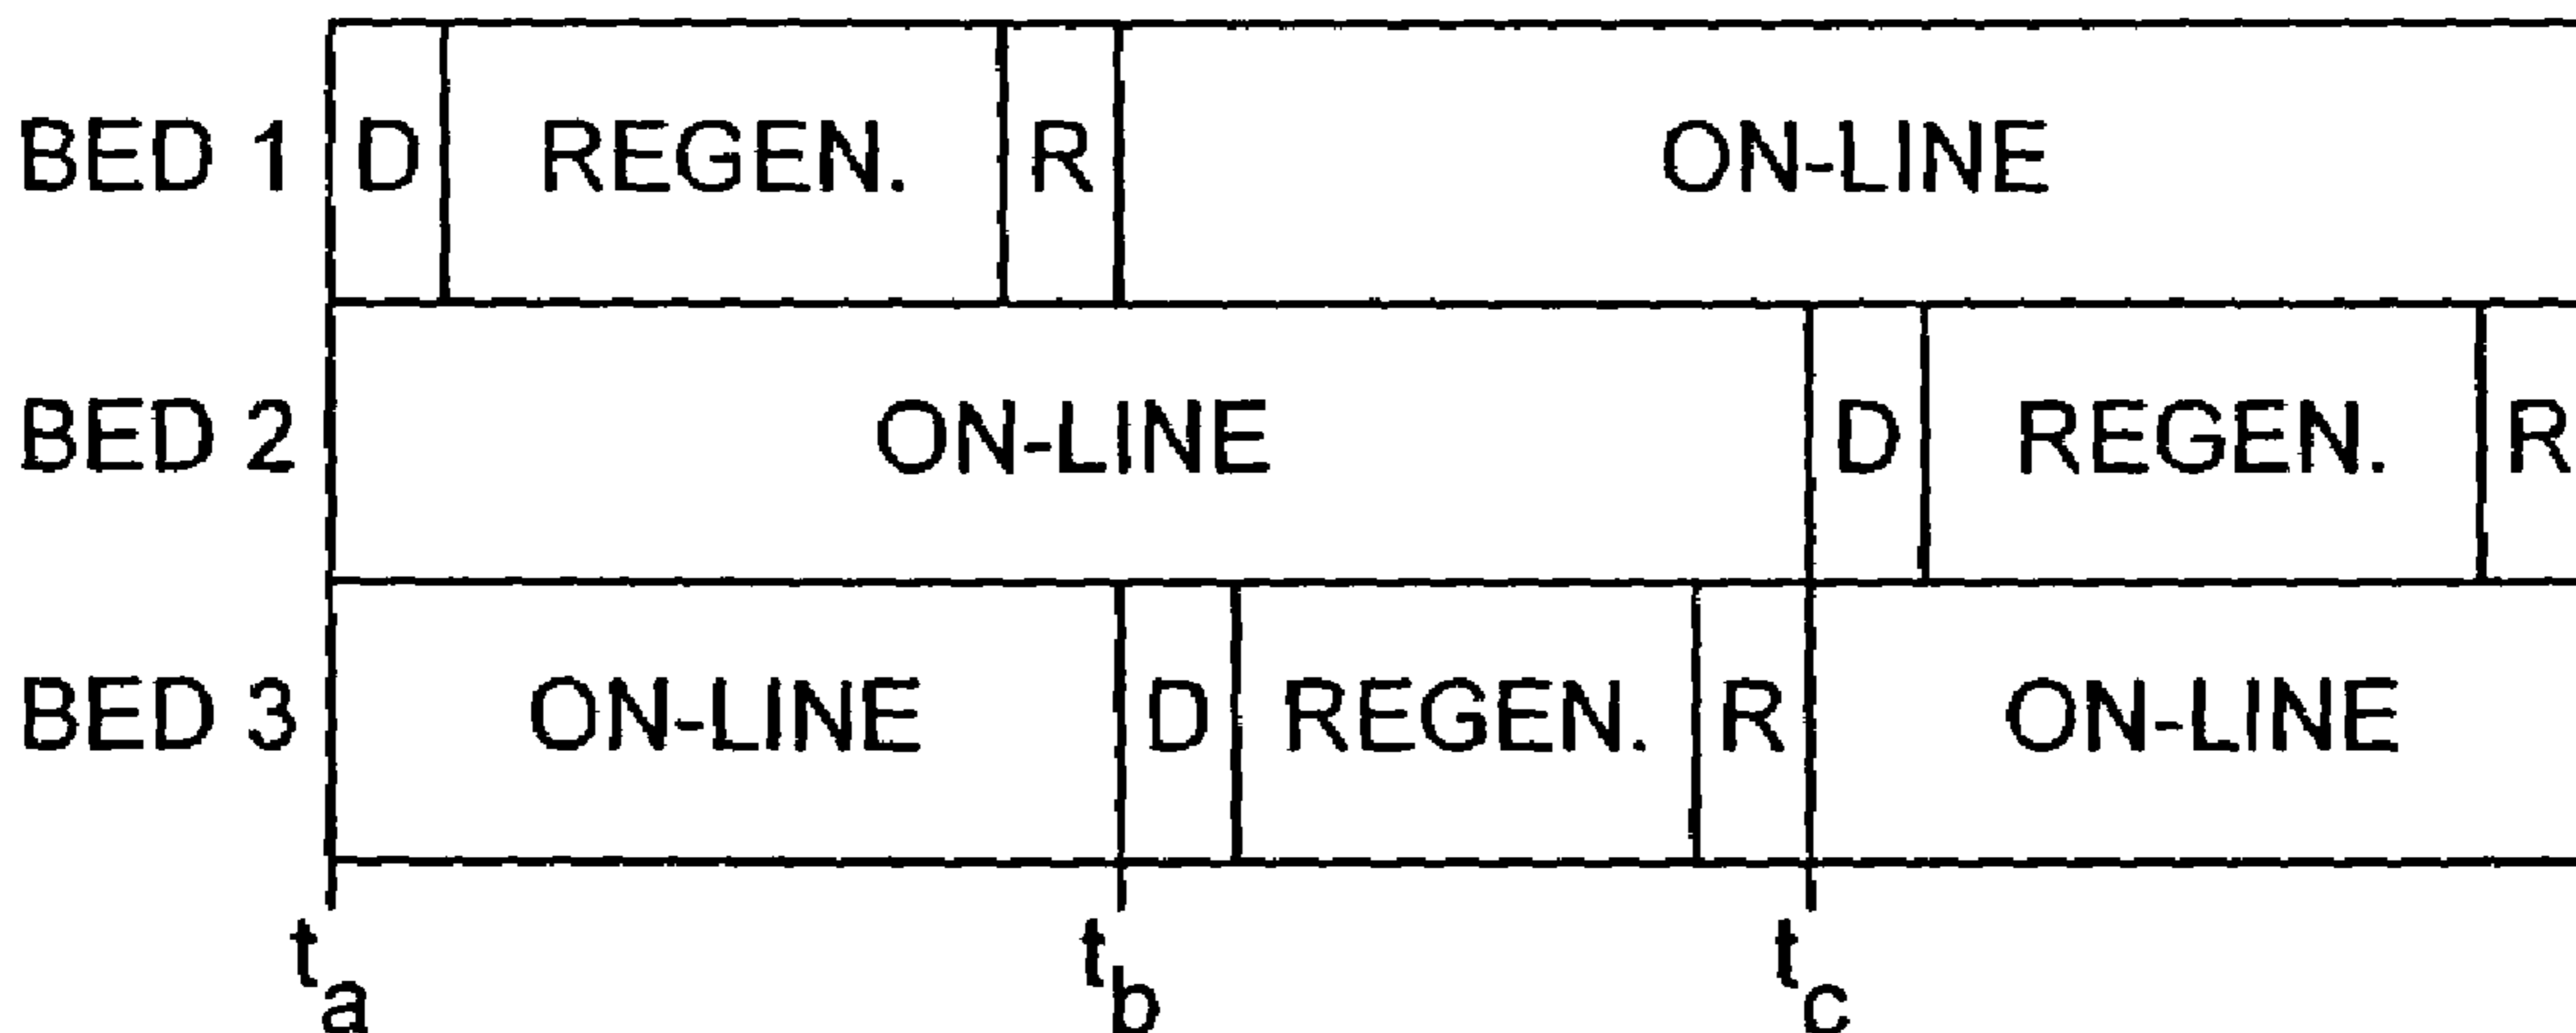 BED 1 D REGEN. R ON-LINE
BED 2 ON-LINE D REGEN. R
BED 3 ON-LINE D REGEN. R ON-LINE
ta tb tc